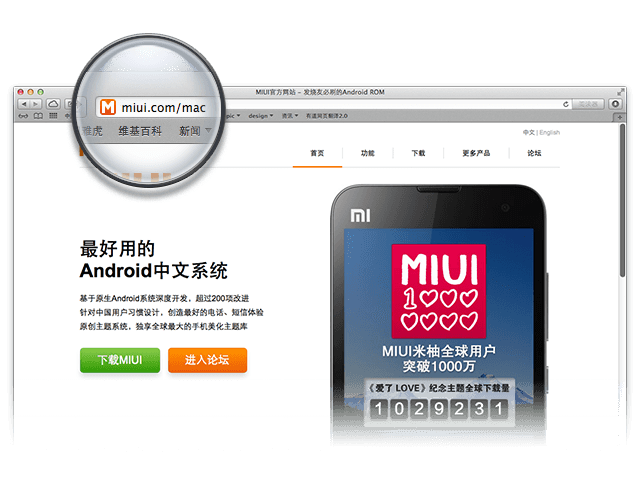 MIUI官方网站 - 发烧友必刷的Android ROM
miui.com/mac
阅读器
雅虎 维基百科 新闻
pic design 资讯 有道网页翻译2.0
中文 | English
首页 功能 下载 更多产品 论坛
最好用的
Android中文系统
基于原生Android系统深度开发，超过200项改进
针对中国用户习惯设计，创造最好的电话、短信体验
原创主题系统，独享全球最大的手机美化主题库
下载MIUI 进入论坛
MI
MIUI
1
MIUI米柚全球用户
突破1000万
《爱了 LOVE》纪念主题全球下载量
1029231